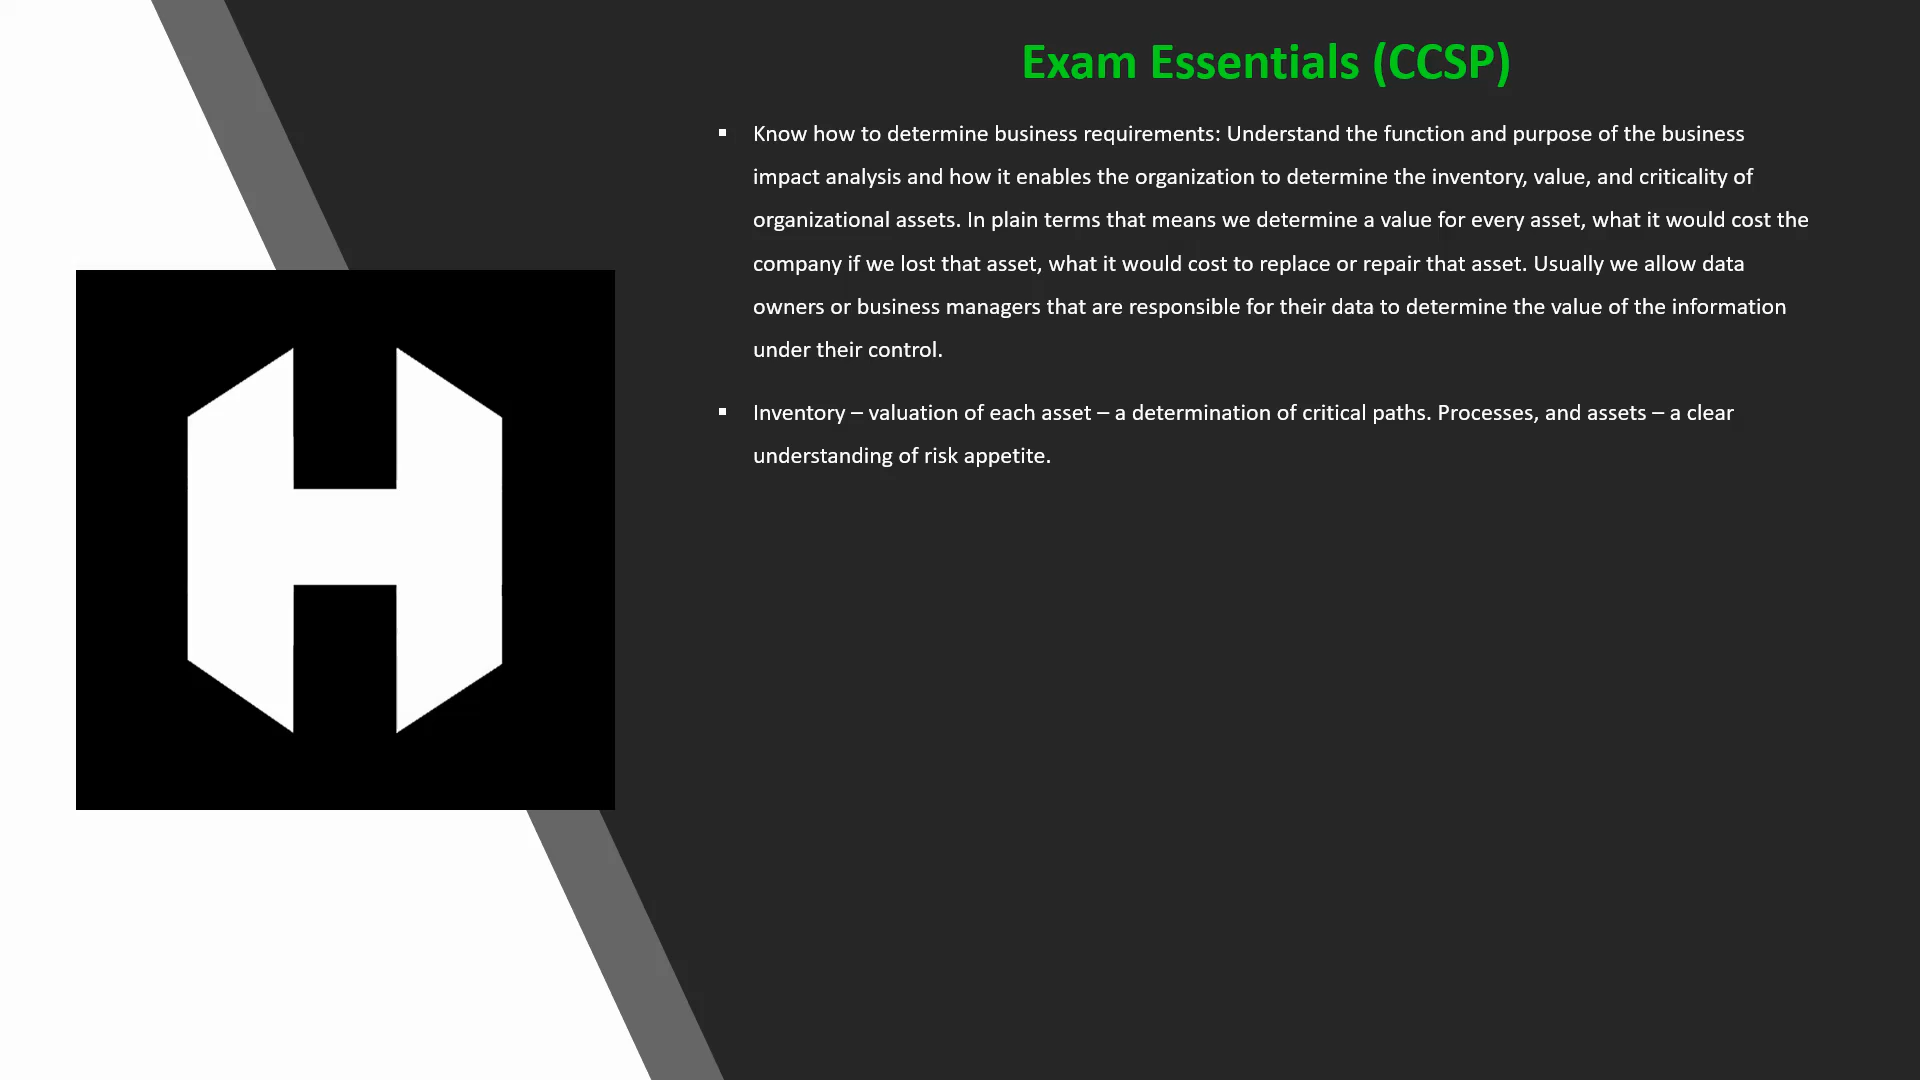 Exam Essentials (CCSP)
▪ Know how to determine business requirements: Understand the function and purpose of the business
impact analysis and how it enables the organization to determine the inventory, value, and criticality of
organizational assets. In plain terms that means we determine a value for every asset, what it would cost the
company if we lost that asset, what it would cost to replace or repair that asset. Usually we allow data
owners or business managers that are responsible for their data to determine the value of the information
under their control.
▪ Inventory – valuation of each asset – a determination of critical paths. Processes, and assets – a clear
understanding of risk appetite.
H